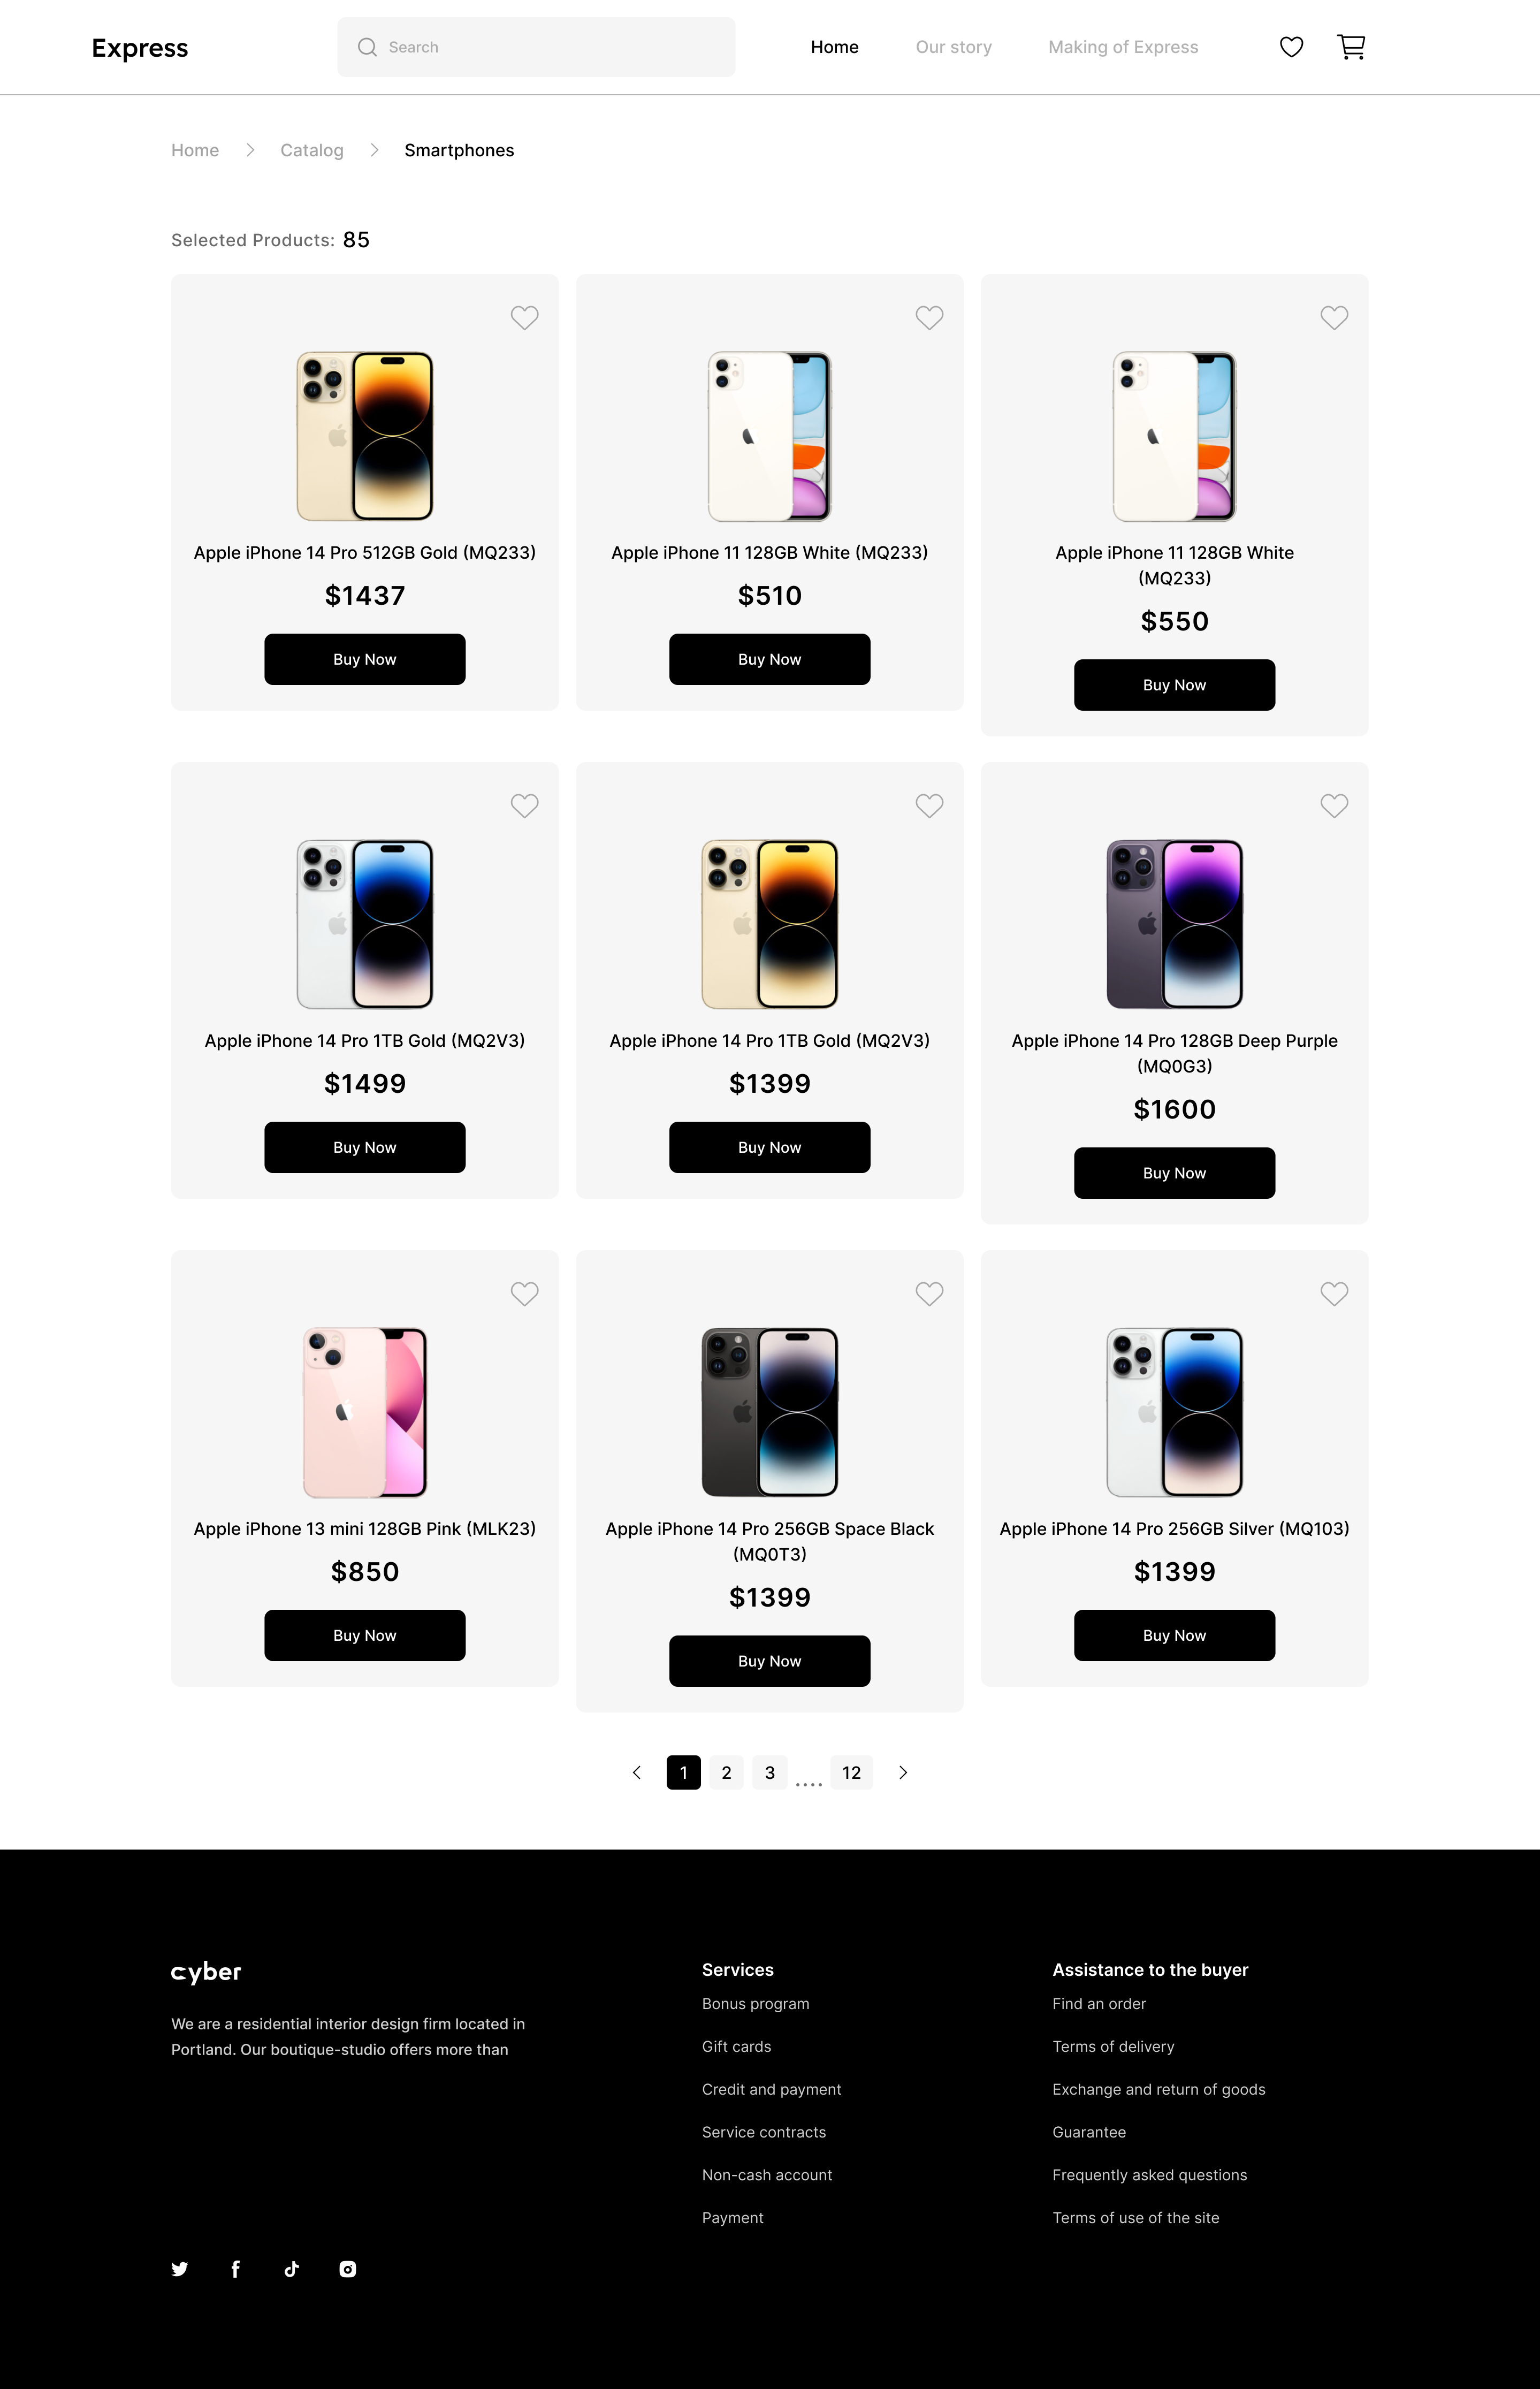 Express
Search
Home
Our story
Making of Express
Home
Catalog
Smartphones
Selected Products: 85
Apple iPhone 14 Pro 512GB Gold (MQ233)
$1437
Buy Now
Apple iPhone 11 128GB White (MQ233)
$510
Buy Now
Apple iPhone 11 128GB White
(MQ233)
$550
Buy Now
Apple iPhone 14 Pro 1TB Gold (MQ2V3)
$1499
Buy Now
Apple iPhone 14 Pro 1TB Gold (MQ2V3)
$1399
Buy Now
Apple iPhone 14 Pro 128GB Deep Purple
(MQ0G3)
$1600
Buy Now
Apple iPhone 13 mini 128GB Pink (MLK23)
$850
Buy Now
Apple iPhone 14 Pro 256GB Space Black
(MQ0T3)
$1399
Buy Now
Apple iPhone 14 Pro 256GB Silver (MQ103)
$1399
Buy Now
1 2 3 .... 12
cyber
We are a residential interior design firm located in
Portland. Our boutique-studio offers more than
Services
Bonus program
Gift cards
Credit and payment
Service contracts
Non-cash account
Payment
Assistance to the buyer
Find an order
Terms of delivery
Exchange and return of goods
Guarantee
Frequently asked questions
Terms of use of the site